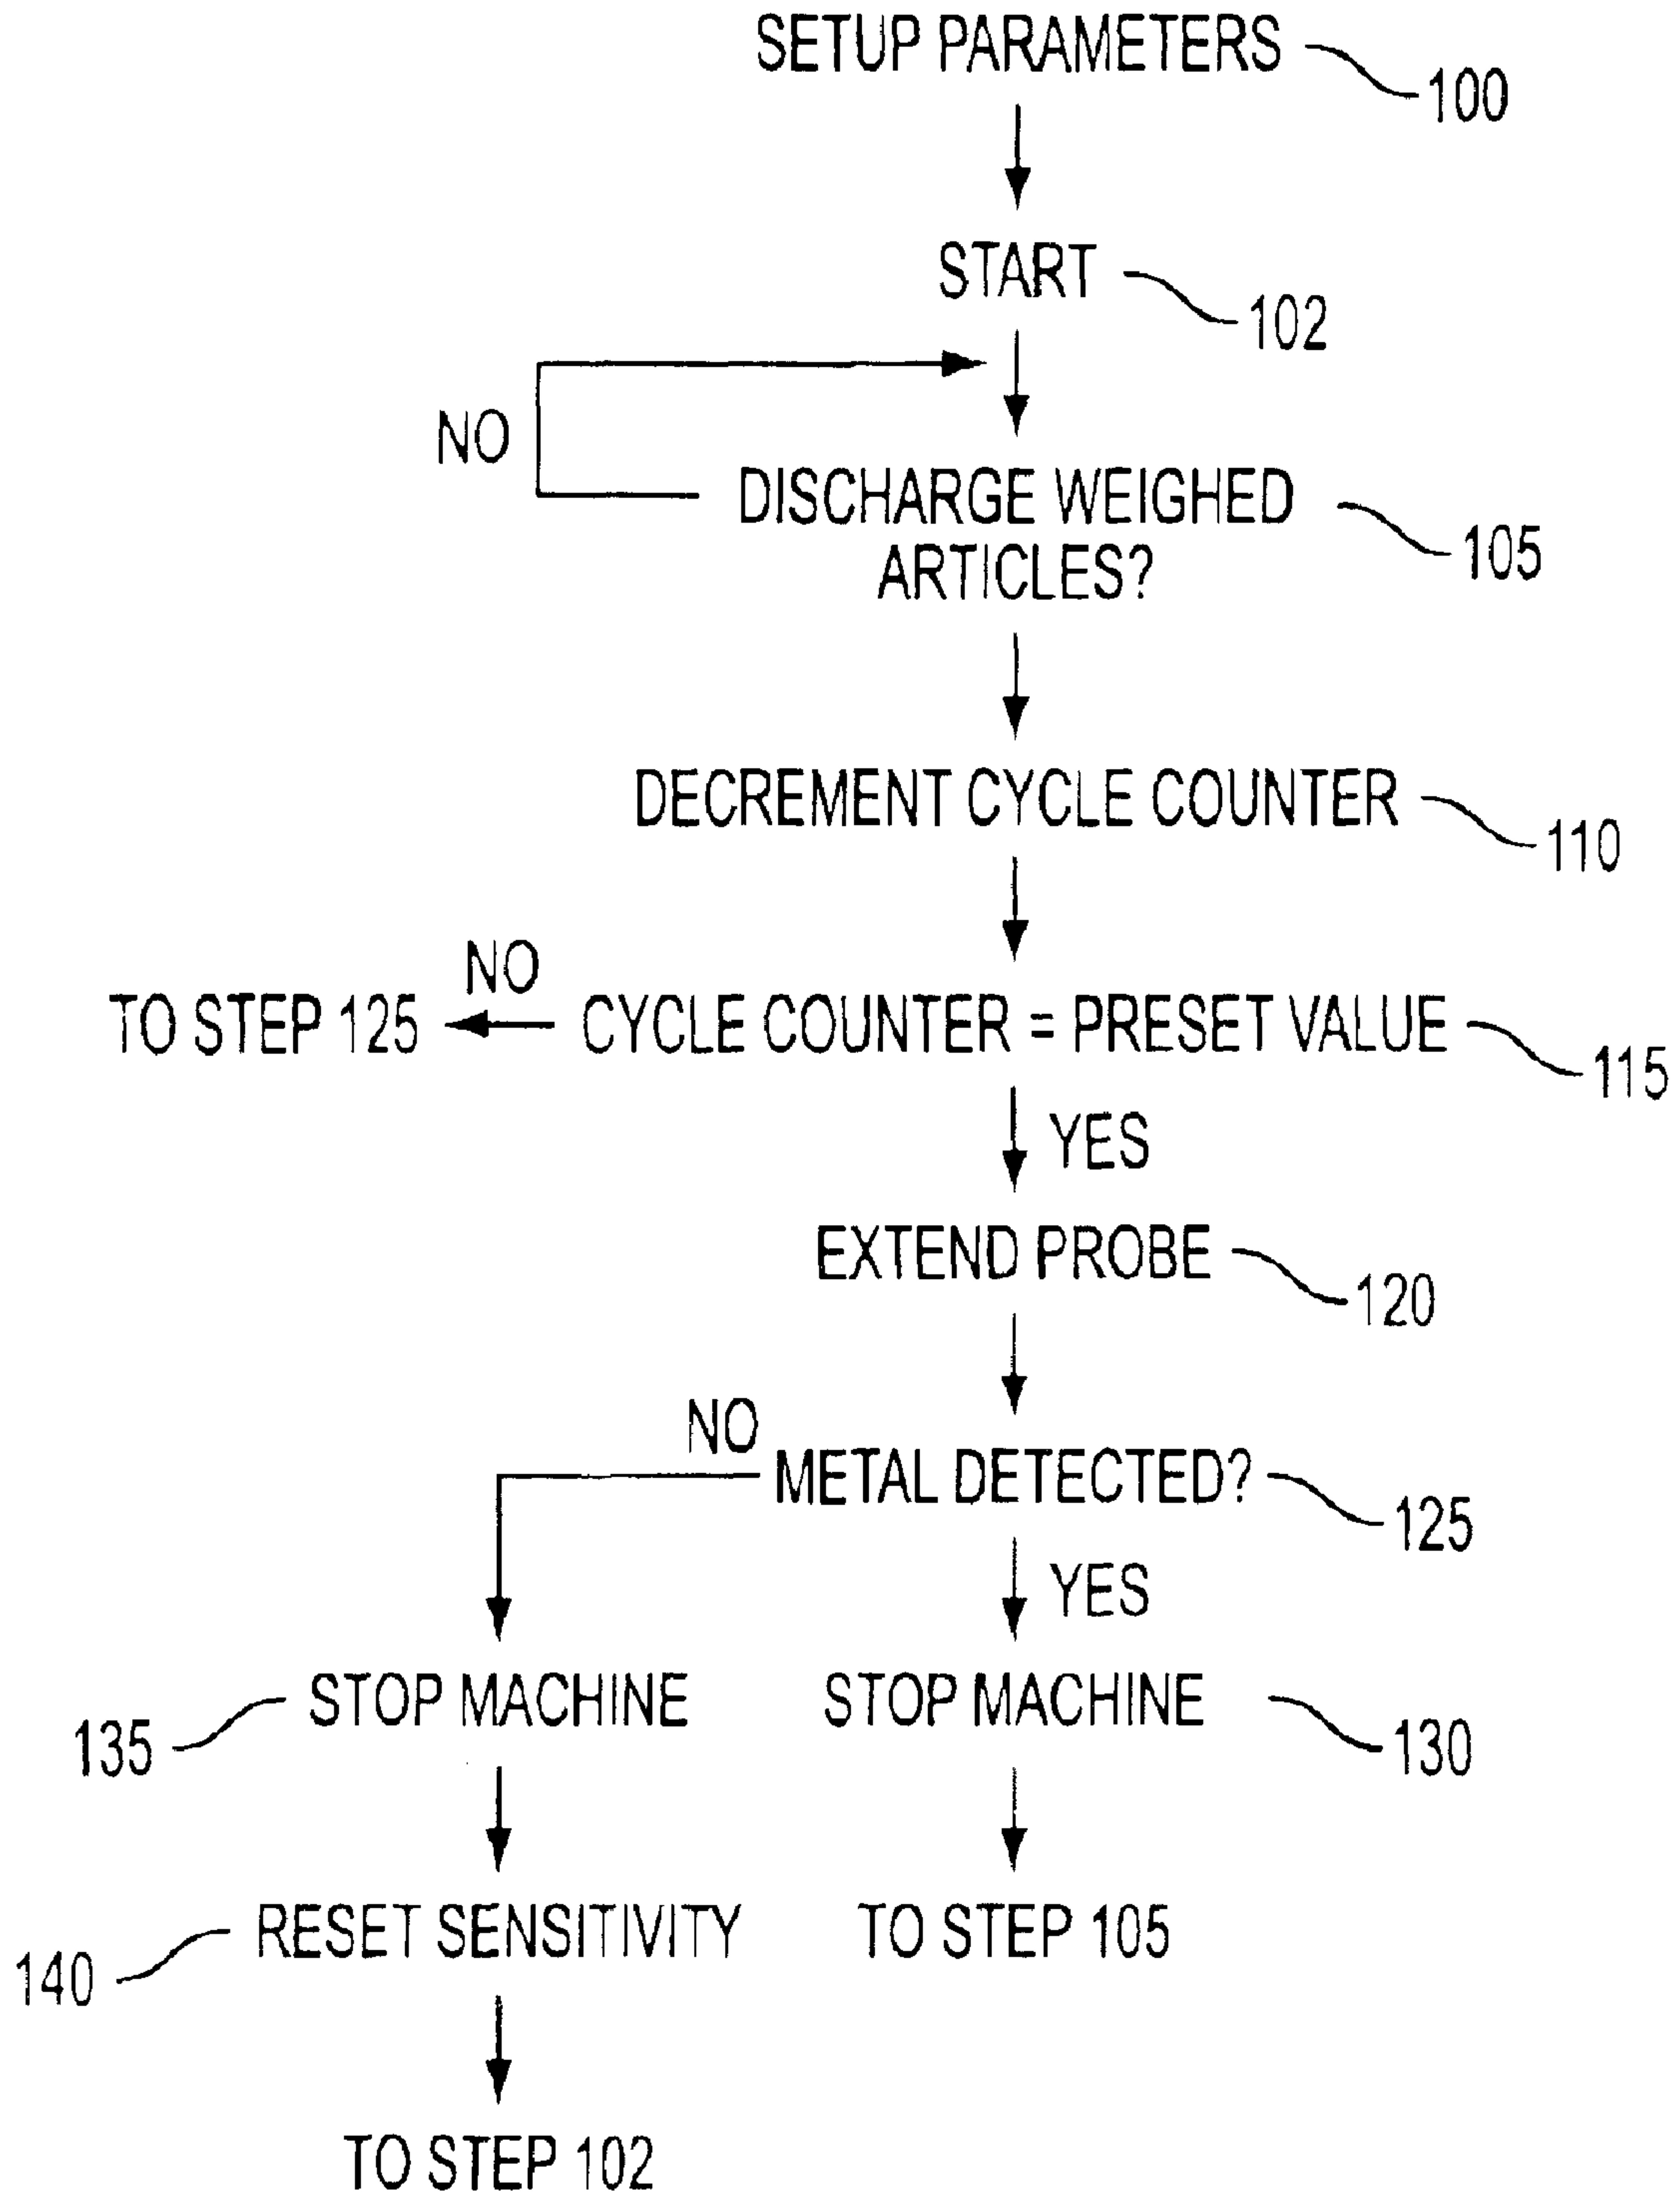 SETUP PARAMETERS
100
START
102
NO
DISCHARGE WEIGHED
ARTICLES?
105
DECREMENT CYCLE COUNTER
110
NO
TO STEP 125
CYCLE COUNTER = PRESET VALUE
115
YES
EXTEND PROBE
120
NO
METAL DETECTED?
125
YES
STOP MACHINE
135
STOP MACHINE
130
RESET SENSITIVITY
140
TO STEP 105
TO STEP 102